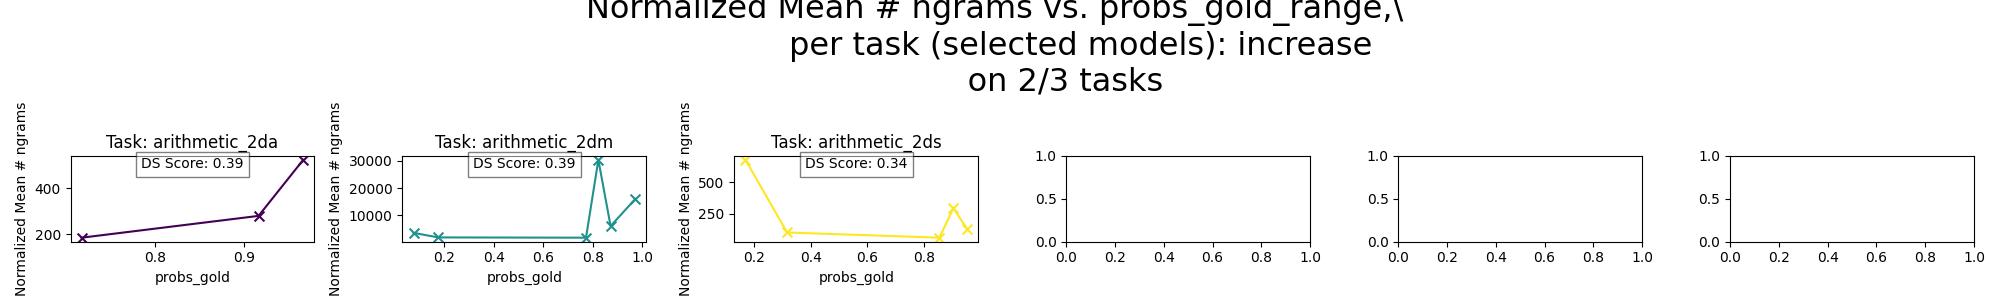 Normalized Mean # ngrams vs. probs_gold_range,\
per task (selected models): increase
on 2/3 tasks
Task: arithmetic_2da
DS Score: 0.39
Normalized Mean # ngrams
400
200
0.8 0.9
probs_gold
Task: arithmetic_2dm
DS Score: 0.39
Normalized Mean # ngrams
30000
20000
10000
0.2 0.4 0.6 0.8 1.0
probs_gold
Task: arithmetic_2ds
DS Score: 0.34
Normalized Mean # ngrams
500
250
0.2 0.4 0.6 0.8
probs_gold
1.0
0.5
0.0
0.0 0.2 0.4 0.6 0.8 1.0
1.0
0.5
0.0
0.0 0.2 0.4 0.6 0.8 1.0
1.0
0.5
0.0
0.0 0.2 0.4 0.6 0.8 1.0